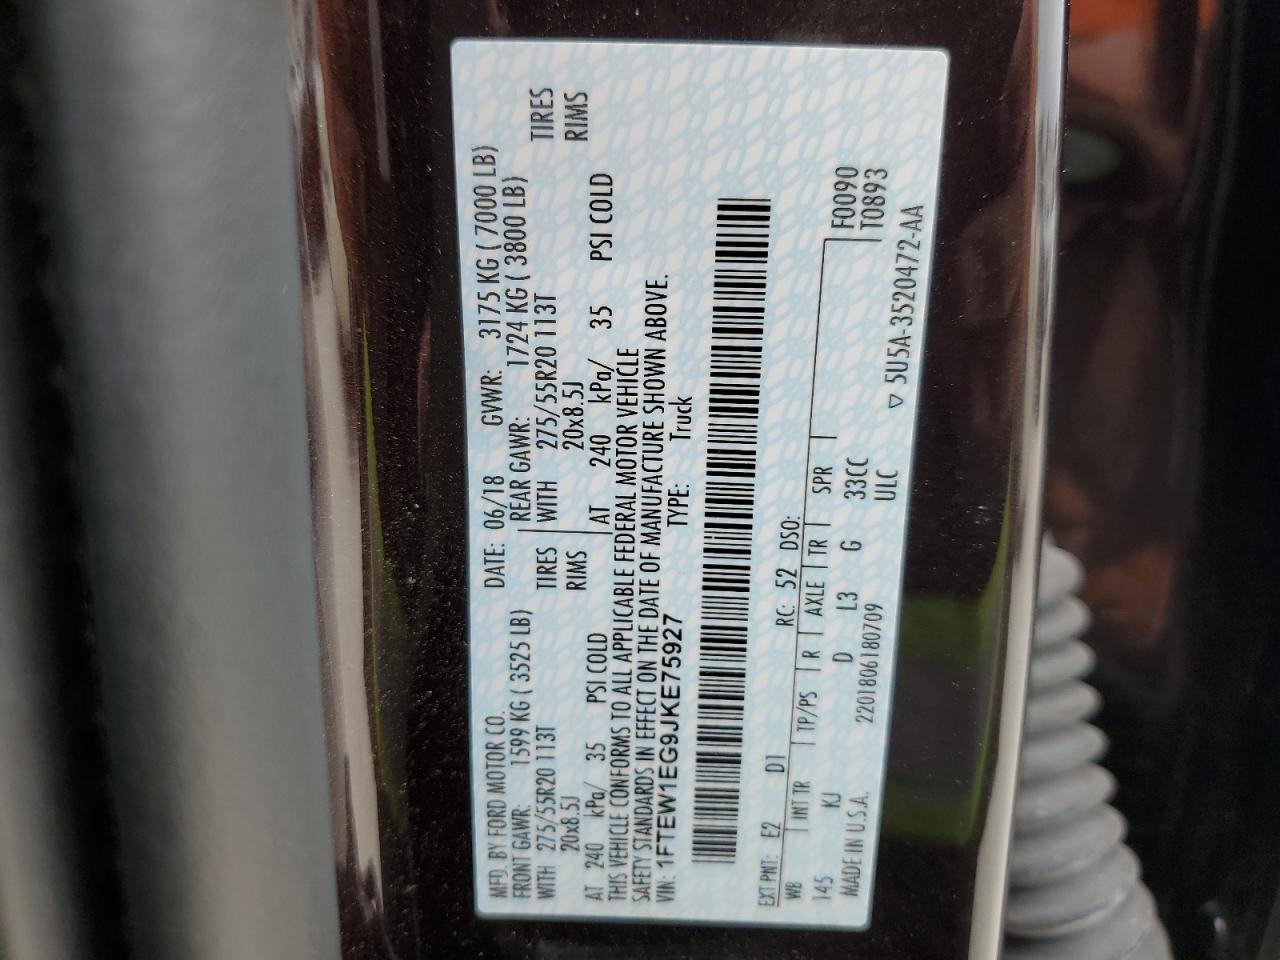 MFD. BY FORD MOTOR CO. DATE: 06/18 GVWR: 3175 KG ( 7000 LB)
FRONT GAWR: 1599 KG ( 3525 LB) REAR GAWR: 1724 KG ( 3800 LB)
WITH 275/55R20 113T TIRES WITH 275/55R20 113T TIRES
20x8.5J RIMS 20x8.5J RIMS
AT 240 kPa/ 35 PSI COLD AT 240 kPa/ 35 PSI COLD
THIS VEHICLE CONFORMS TO ALL APPLICABLE FEDERAL MOTOR VEHICLE
SAFETY STANDARDS IN EFFECT ON THE DATE OF MANUFACTURE SHOWN ABOVE.
VIN: 1FTEW1EG9JKE75927 TYPE: Truck
EXT PNT: E2 D1 RC: 52 DSO:
WB INT TR TP/PS R AXLE TR SPR F0090
145 KJ D L3 G 33CC T0893
ULC
MADE IN U.S.A. 2201806180709 ▽ 5U5A-3520472-AA